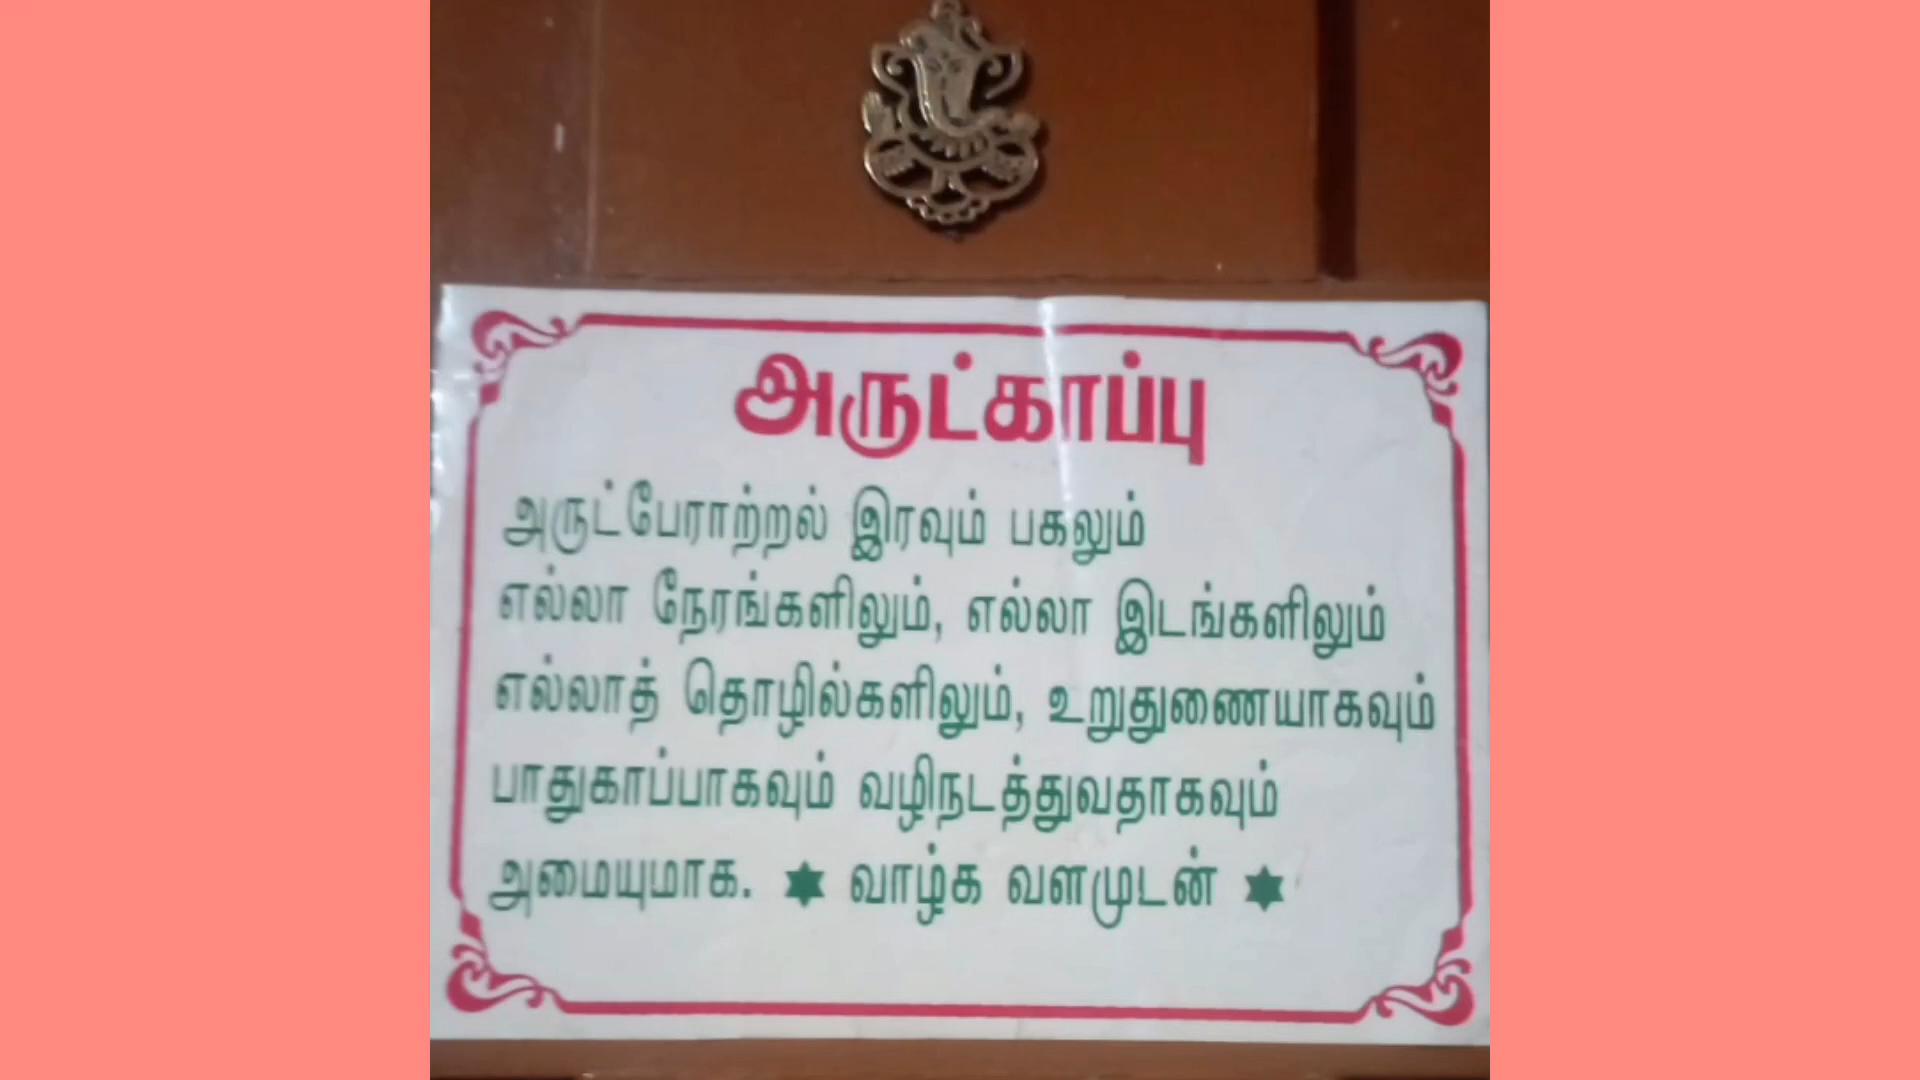 அருட்காப்பு
அருட்பேராற்றல் இரவும் பகலும்
எல்லா நேரங்களிலும், எல்லா இடங்களிலும்
எல்லாத் தொழில்களிலும், உறுதுணையாகவும்
பாதுகாப்பாகவும் வழிநடத்துவதாகவும்
அமையுமாக. ✶ வாழ்க வளமுடன் ✶